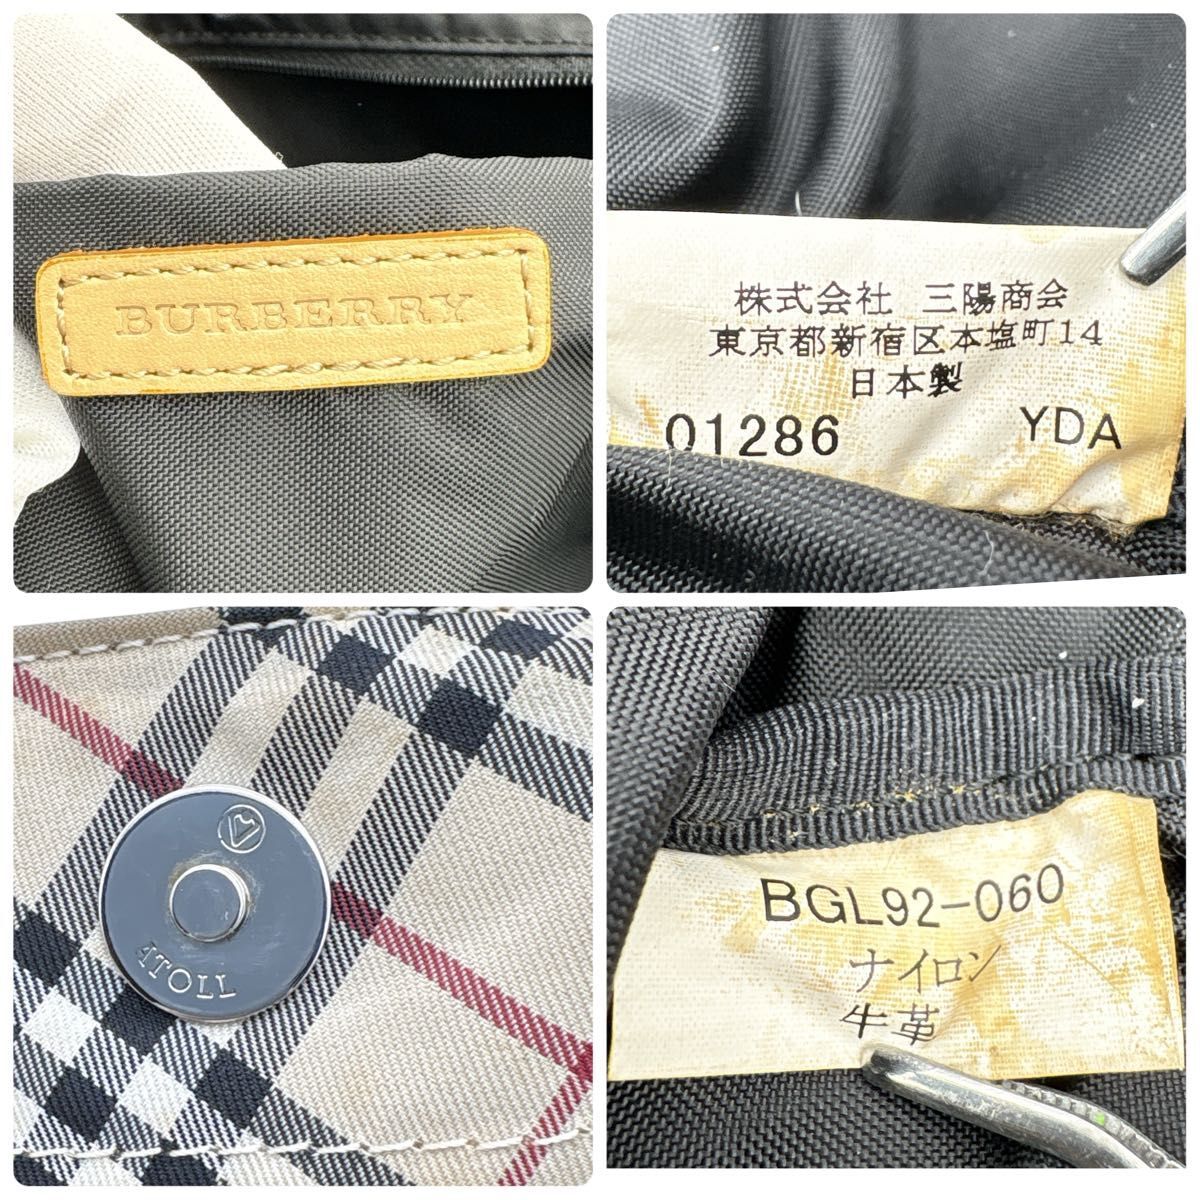 BURBERRY
株式会社 三陽商会
東京都新宿区本塩町14
日本製
01286 YDA
ATOLL
BGL92-060
ナイロン
牛革